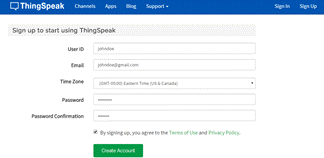 ThingSpeak Channels Apps Blog Support Sign In Sign Up
Sign up to start using ThingSpeak
User ID johndoe
Email johndoe@gmail.com
Time Zone (GMT-05:00) Eastern Time (US & Canada)
Password
Password Confirmation
By signing up, you agree to the Terms of Use and Privacy Policy.
Create Account